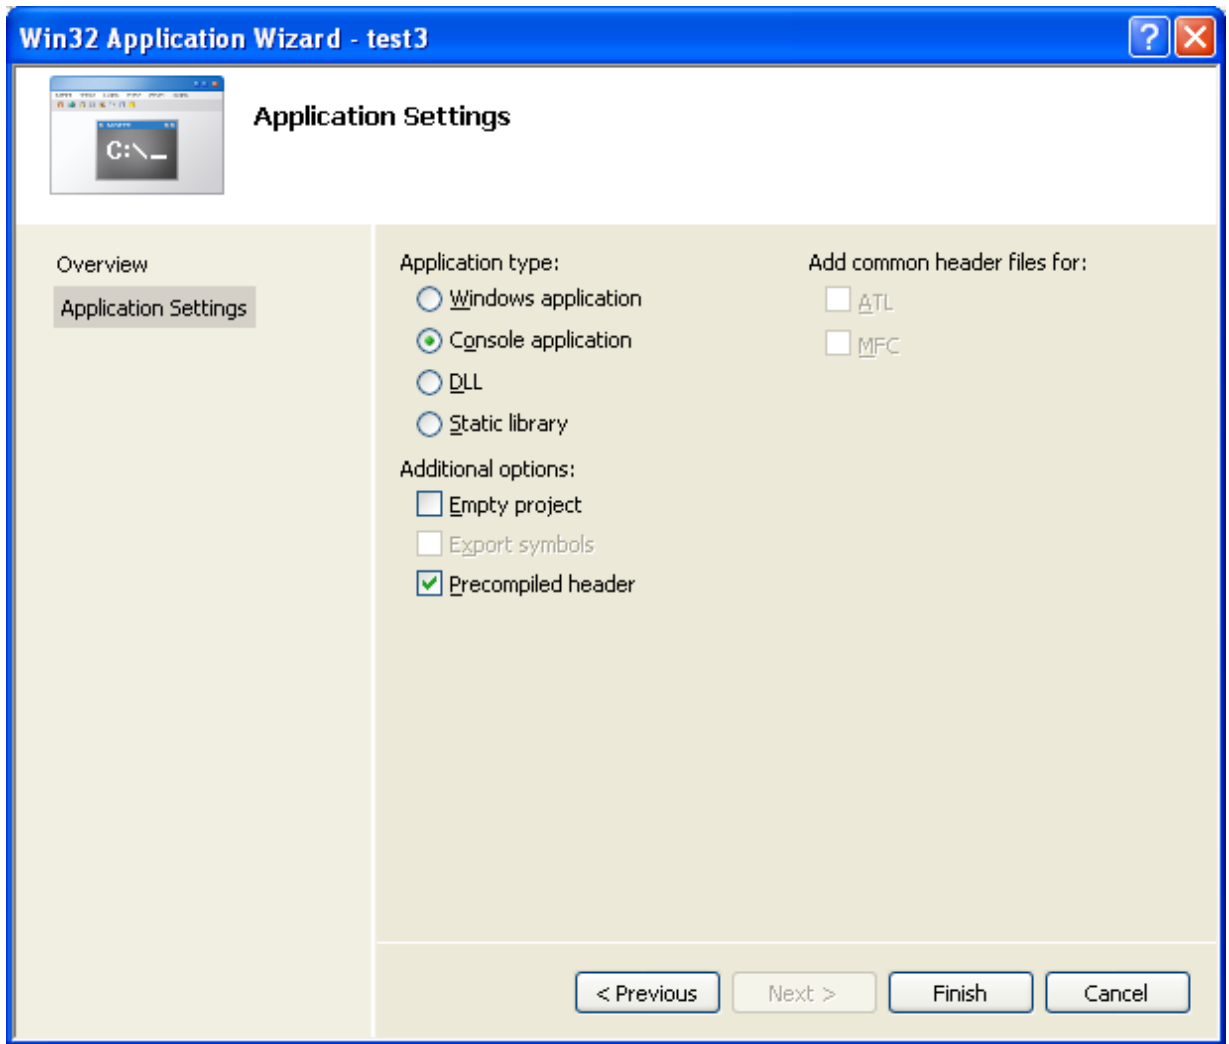 Win32 Application Wizard - test3
C:\_
Application Settings
Overview
Application Settings
Application type:
Windows application
Console application
DLL
Static library
Additional options:
Empty project
Export symbols
Precompiled header
Add common header files for:
ATL
MFC
< Previous
Next >
Finish
Cancel